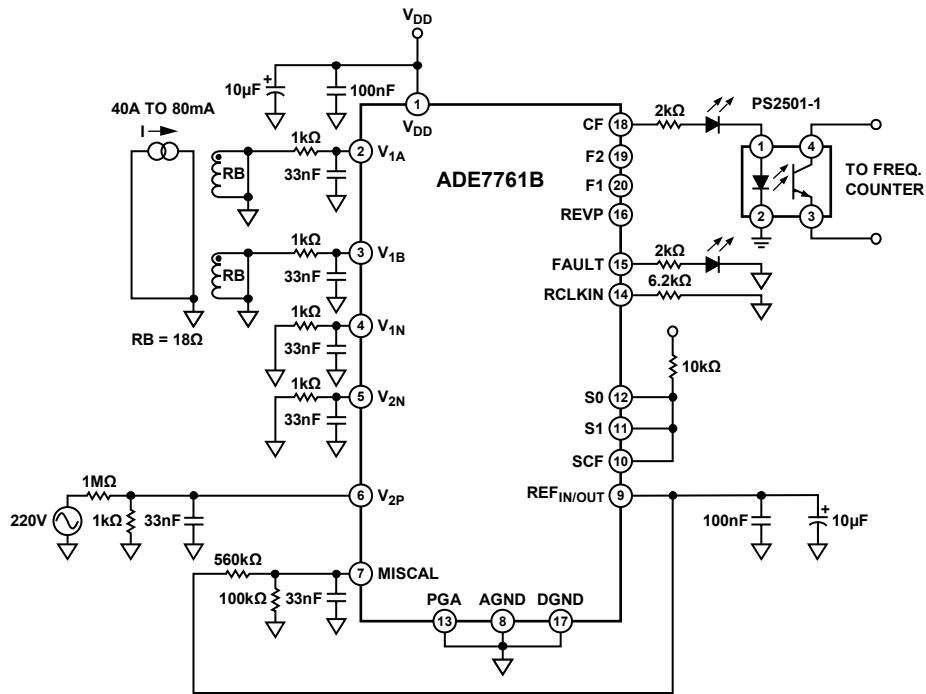 VDD
10µF
+
100nF
40A TO 80mA
I
1
VDD
ADE7761B
1kΩ
2
V1A
RB
33nF
1kΩ
3
V1B
RB
33nF
RB = 18Ω
1kΩ
4
V1N
33nF
1kΩ
5
V2N
33nF
1MΩ
6
V2P
220V
1kΩ
33nF
560kΩ
7
MISCAL
100kΩ
33nF
PGA
AGND
DGND
13
8
17
CF
18
2kΩ
PS2501-1
F2
19
1
4
F1
20
TO FREQ.
COUNTER
REVP
16
2
3
FAULT
15
2kΩ
RCLKIN
14
6.2kΩ
10kΩ
S0
12
S1
11
SCF
10
REFIN/OUT
9
100nF
+
10µF